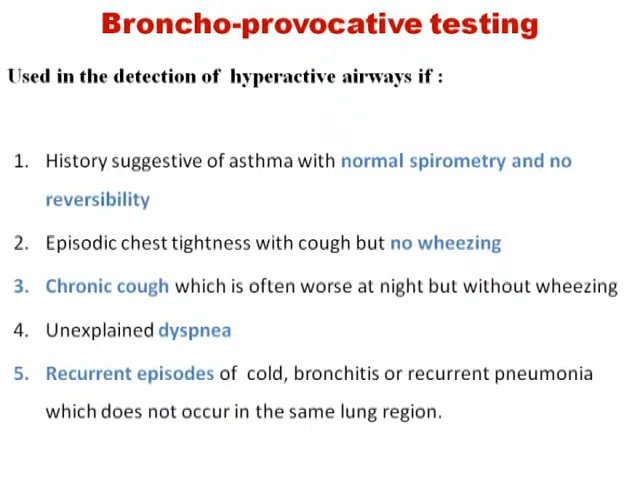 Broncho-provocative testing
Used in the detection of hyperactive airways if :
1. History suggestive of asthma with normal spirometry and no
reversibility
2. Episodic chest tightness with cough but no wheezing
3. Chronic cough which is often worse at night but without wheezing
4. Unexplained dyspnea
5. Recurrent episodes of cold, bronchitis or recurrent pneumonia
which does not occur in the same lung region.